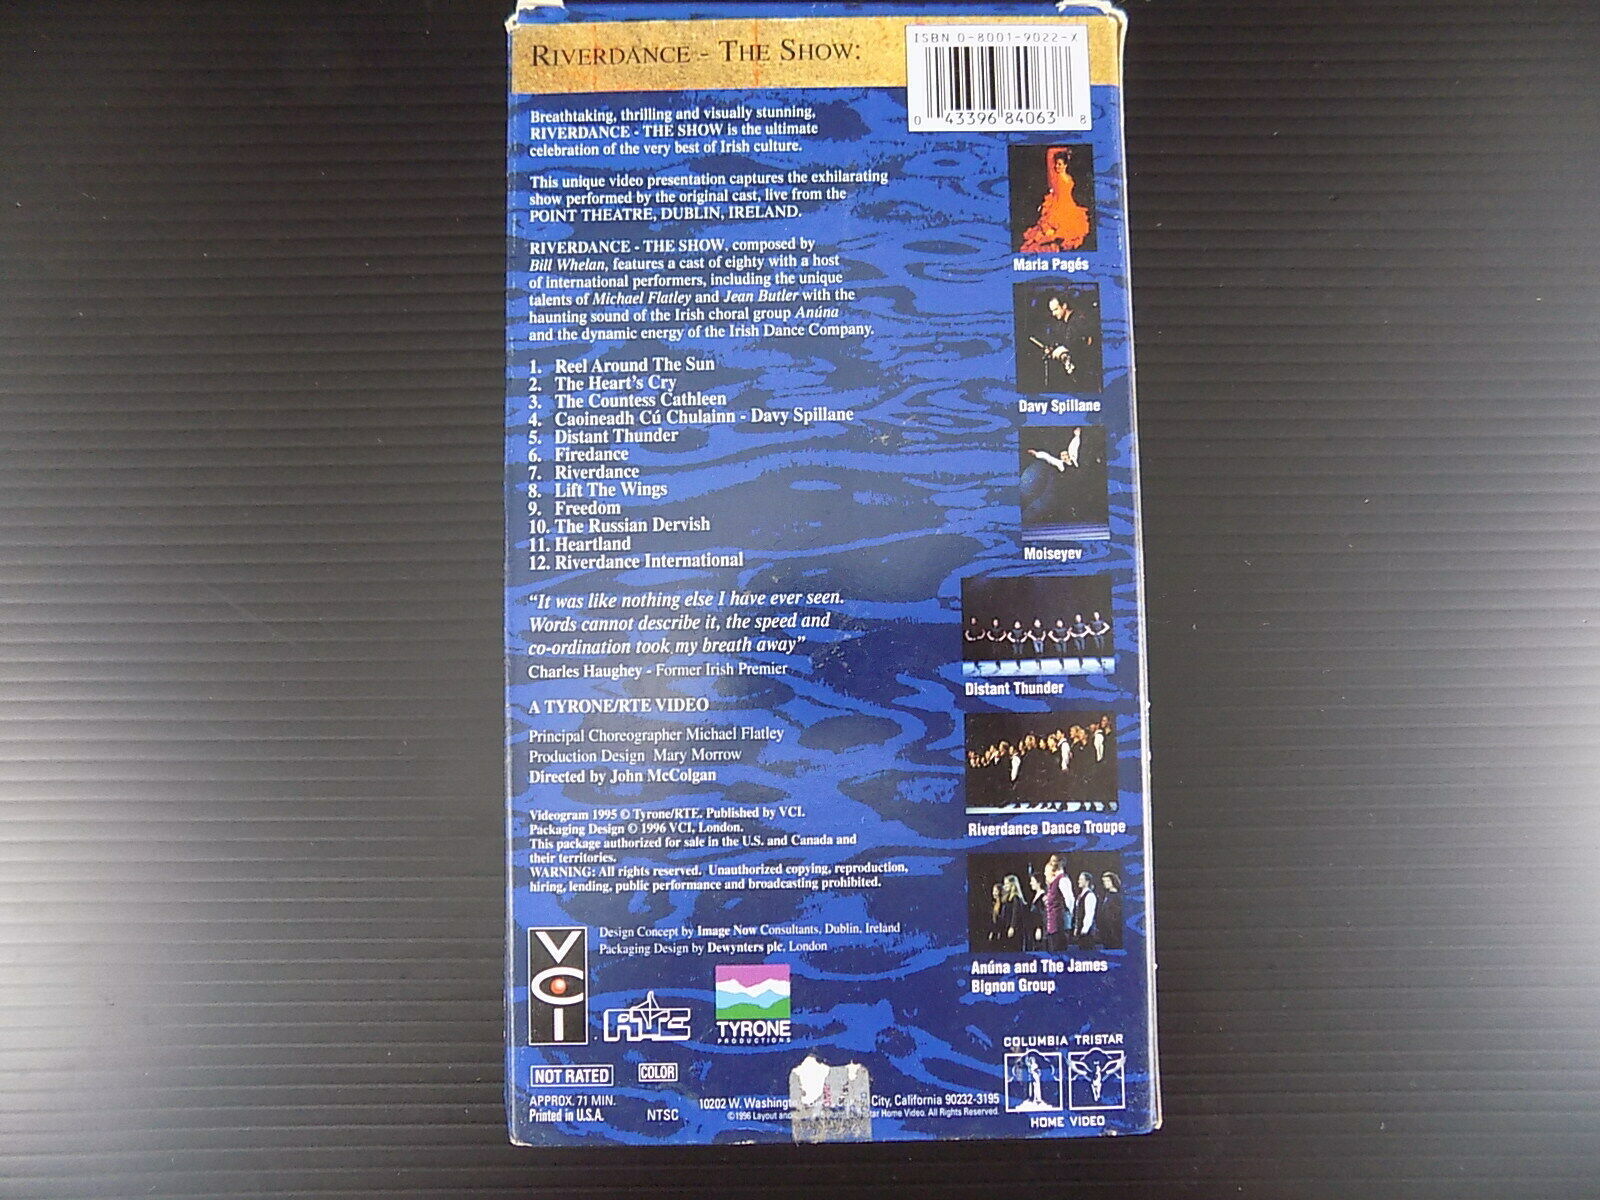 RIVERDANCE - THE SHOW:
ISBN 0-8001-9022-X
0 43396 84063 8
Breathtaking, thrilling and visually stunning,
RIVERDANCE - THE SHOW is the ultimate
celebration of the very best of Irish culture.
This unique video presentation captures the exhilarating
show performed by the original cast, live from the
POINT THEATRE, DUBLIN, IRELAND.
RIVERDANCE - THE SHOW, composed by
Bill Whelan, features a cast of eighty with a host
of international performers, including the unique
talents of Michael Flatley and Jean Butler with the
haunting sound of the Irish choral group Anúna
and the dynamic energy of the Irish Dance Company.
1. Reel Around The Sun
2. The Heart's Cry
3. The Countess Cathleen
4. Caoineadh Cú Chulainn - Davy Spillane
5. Distant Thunder
6. Firedance
7. Riverdance
8. Lift The Wings
9. Freedom
10. The Russian Dervish
11. Heartland
12. Riverdance International
"It was like nothing else I have ever seen.
Words cannot describe it, the speed and
co-ordination took my breath away"
Charles Haughey - Former Irish Premier
A TYRONE/RTE VIDEO
Principal Choreographer Michael Flatley
Production Design Mary Morrow
Directed by John McColgan
Videogram 1995 © Tyrone/RTE. Published by VCI.
Packaging Design © 1996 VCI, London.
This package authorized for sale in the U.S. and Canada and
their territories.
WARNING: All rights reserved. Unauthorized copying, reproduction,
hiring, lending, public performance and broadcasting prohibited.
Design Concept by Image Now Consultants, Dublin, Ireland
Packaging Design by Dewynters plc, London
VCI
RTE
TYRONE
PRODUCTIONS
NOT RATED
COLOR
APPROX. 71 MIN.
Printed in U.S.A.
NTSC
10202 W. Washingt City, California 90232-3195
©1996 Layout and Home Video. All Rights Reserved.
Maria Pagés
Davy Spillane
Moiseyev
Distant Thunder
Riverdance Dance Troupe
Anúna and The James
Bignon Group
COLUMBIA TRISTAR
HOME VIDEO